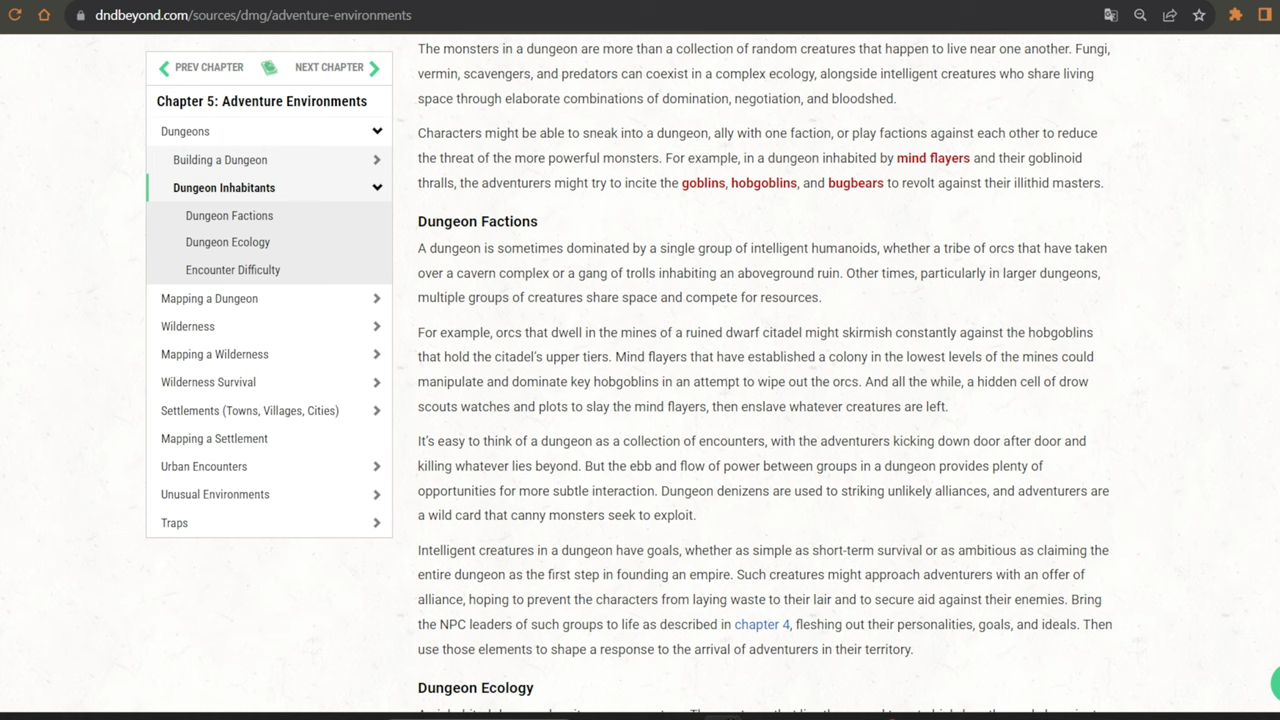 dndbeyond.com/sources/dmg/adventure-environments
PREV CHAPTER
NEXT CHAPTER
Chapter 5: Adventure Environments
Dungeons
Building a Dungeon
Dungeon Inhabitants
Dungeon Factions
Dungeon Ecology
Encounter Difficulty
Mapping a Dungeon
Wilderness
Mapping a Wilderness
Wilderness Survival
Settlements (Towns, Villages, Cities)
Mapping a Settlement
Urban Encounters
Unusual Environments
Traps
The monsters in a dungeon are more than a collection of random creatures that happen to live near one another. Fungi,
vermin, scavengers, and predators can coexist in a complex ecology, alongside intelligent creatures who share living
space through elaborate combinations of domination, negotiation, and bloodshed.
Characters might be able to sneak into a dungeon, ally with one faction, or play factions against each other to reduce
the threat of the more powerful monsters. For example, in a dungeon inhabited by mind flayers and their goblinoid
thralls, the adventurers might try to incite the goblins, hobgoblins, and bugbears to revolt against their illithid masters.
Dungeon Factions
A dungeon is sometimes dominated by a single group of intelligent humanoids, whether a tribe of orcs that have taken
over a cavern complex or a gang of trolls inhabiting an aboveground ruin. Other times, particularly in larger dungeons,
multiple groups of creatures share space and compete for resources.
For example, orcs that dwell in the mines of a ruined dwarf citadel might skirmish constantly against the hobgoblins
that hold the citadel's upper tiers. Mind flayers that have established a colony in the lowest levels of the mines could
manipulate and dominate key hobgoblins in an attempt to wipe out the orcs. And all the while, a hidden cell of drow
scouts watches and plots to slay the mind flayers, then enslave whatever creatures are left.
It's easy to think of a dungeon as a collection of encounters, with the adventurers kicking down door after door and
killing whatever lies beyond. But the ebb and flow of power between groups in a dungeon provides plenty of
opportunities for more subtle interaction. Dungeon denizens are used to striking unlikely alliances, and adventurers are
a wild card that canny monsters seek to exploit.
Intelligent creatures in a dungeon have goals, whether as simple as short-term survival or as ambitious as claiming the
entire dungeon as the first step in founding an empire. Such creatures might approach adventurers with an offer of
alliance, hoping to prevent the characters from laying waste to their lair and to secure aid against their enemies. Bring
the NPC leaders of such groups to life as described in chapter 4, fleshing out their personalities, goals, and ideals. Then
use those elements to shape a response to the arrival of adventurers in their territory.
Dungeon Ecology